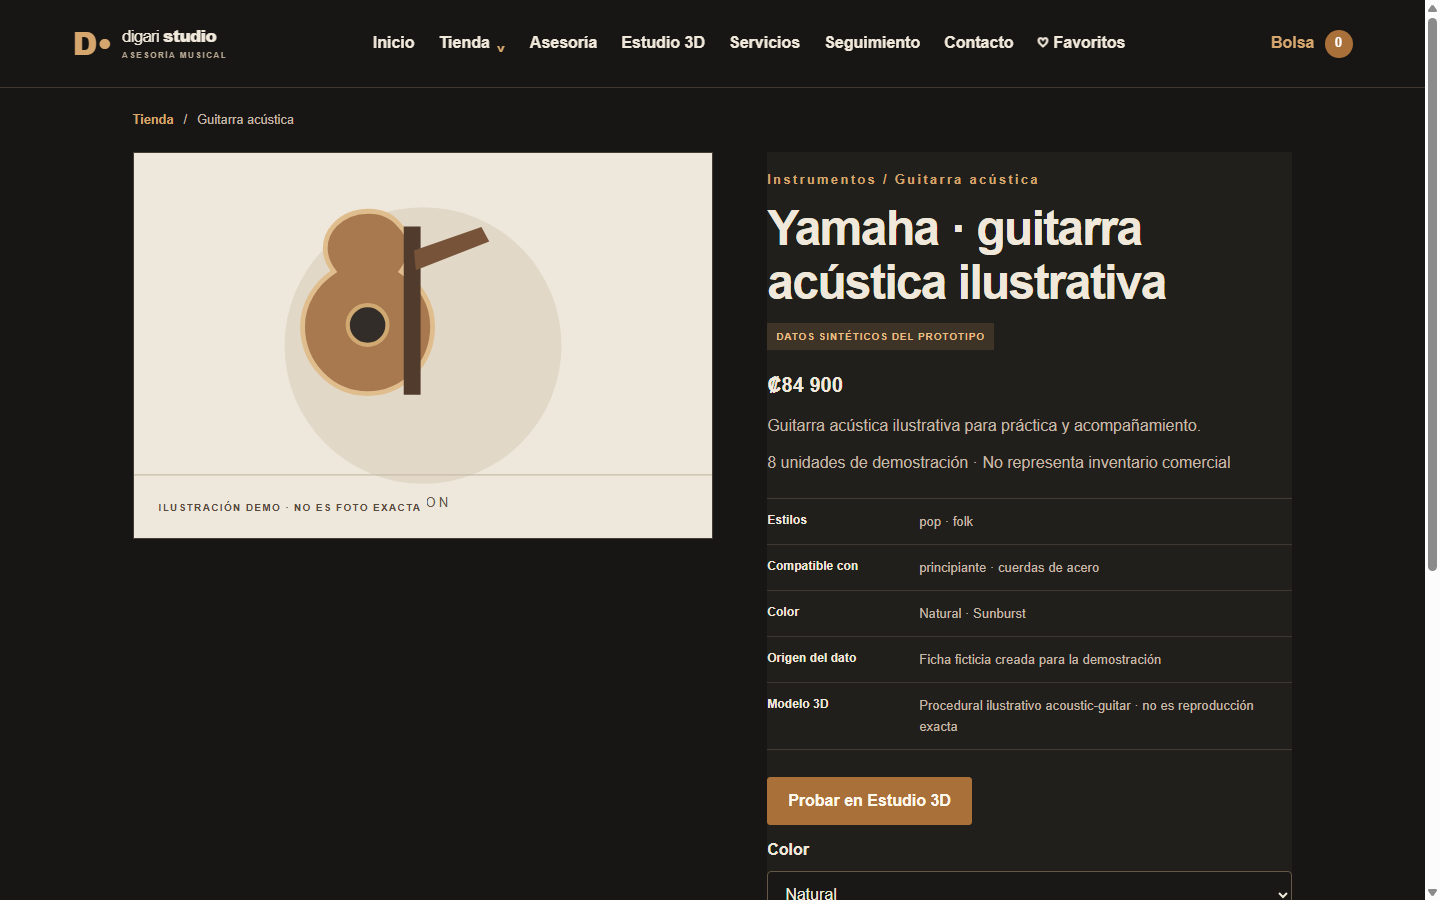 D•
digari studio
ASESORÍA MUSICAL
Inicio
Tienda v
Asesoría
Estudio 3D
Servicios
Seguimiento
Contacto
♡ Favoritos
Bolsa 0
Tienda / Guitarra acústica
ILUSTRACIÓN DEMO · NO ES FOTO EXACTA ON
Instrumentos / Guitarra acústica
Yamaha · guitarra
acústica ilustrativa
DATOS SINTÉTICOS DEL PROTOTIPO
₡84 900
Guitarra acústica ilustrativa para práctica y acompañamiento.
8 unidades de demostración · No representa inventario comercial
Estilos pop · folk
Compatible con principiante · cuerdas de acero
Color Natural · Sunburst
Origen del dato Ficha ficticia creada para la demostración
Modelo 3D Procedural ilustrativo acoustic-guitar · no es reproducción
exacta
Probar en Estudio 3D
Color
Natural